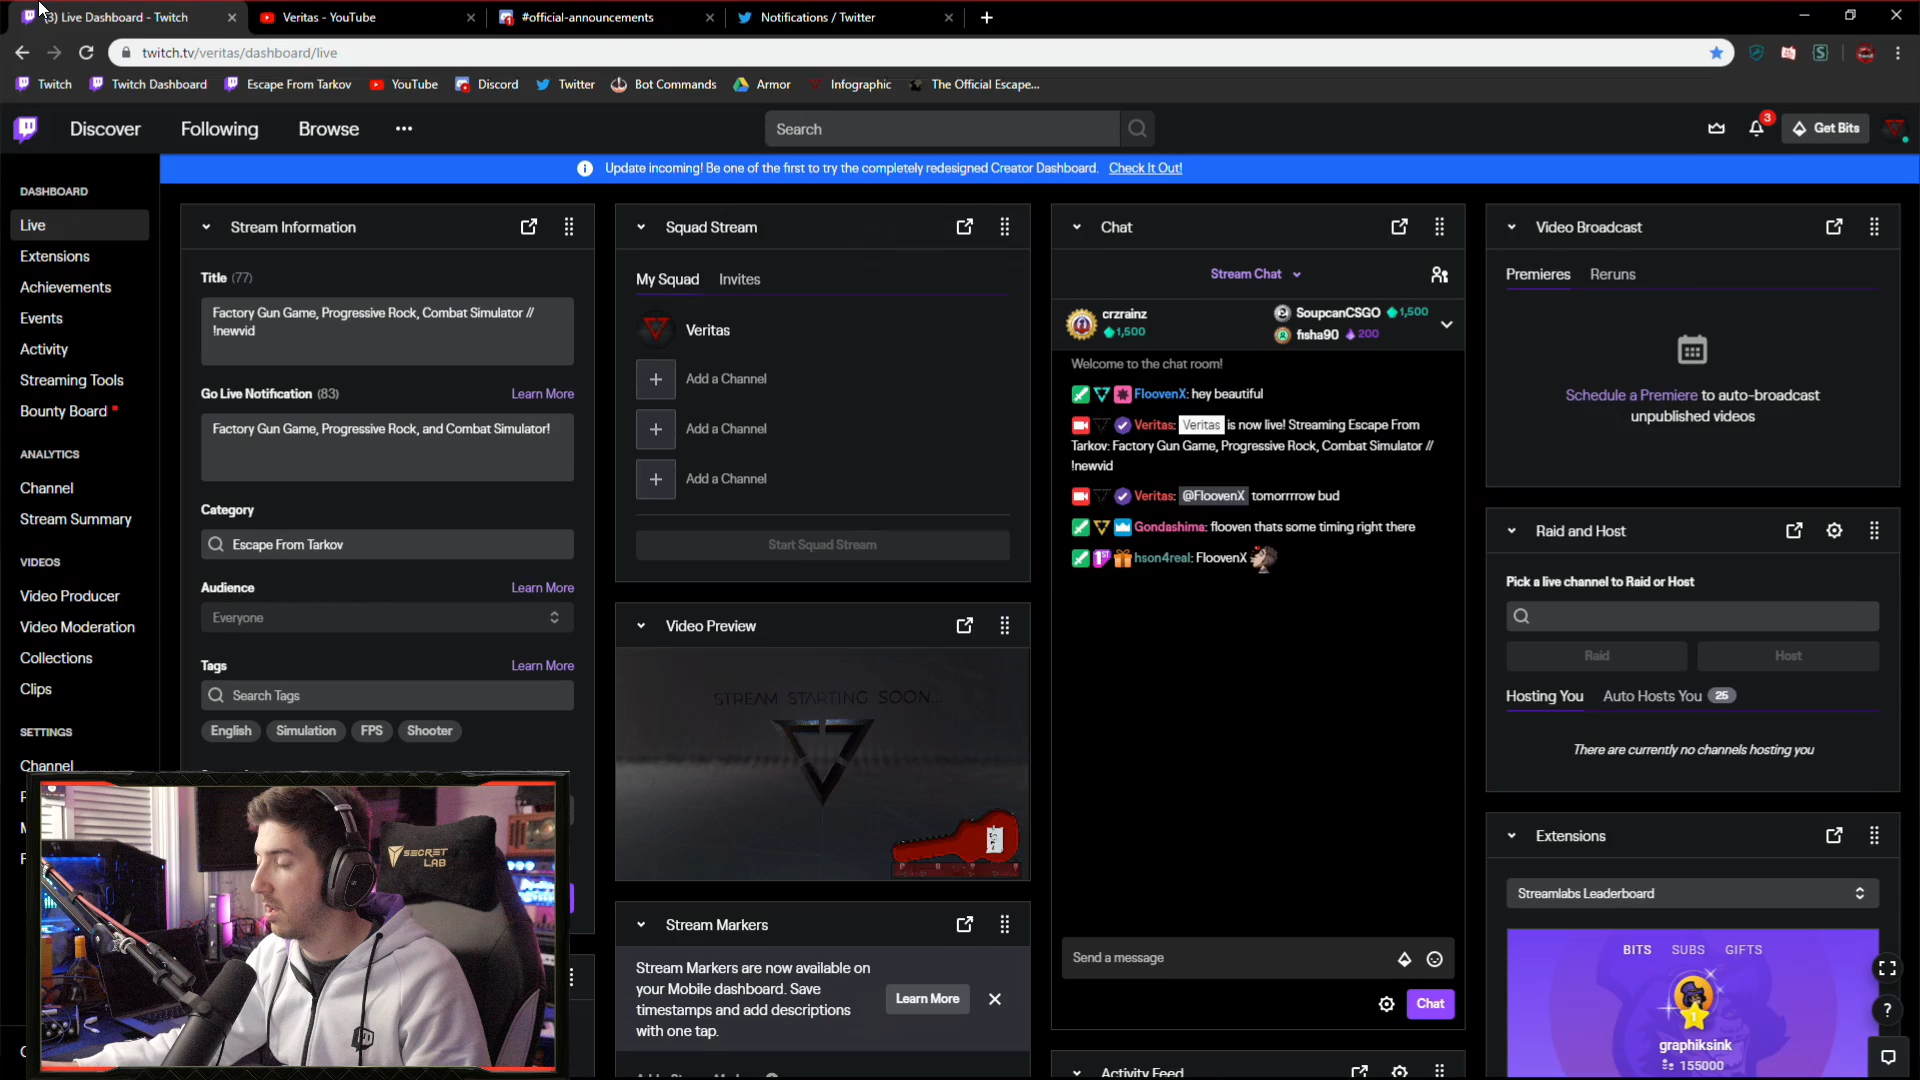 (3) Live Dashboard - Twitch
Veritas - YouTube
#official-announcements
Notifications / Twitter
twitch.tv/veritas/dashboard/live
Twitch
Twitch Dashboard
Escape From Tarkov
YouTube
Discord
Twitter
Bot Commands
Armor
Infographic
The Official Escape...
Discover
Following
Browse
Search
3
Get Bits
Update incoming! Be one of the first to try the completely redesigned Creator Dashboard. Check It Out!
DASHBOARD
Live
Extensions
Achievements
Events
Activity
Streaming Tools
Bounty Board
ANALYTICS
Channel
Stream Summary
VIDEOS
Video Producer
Video Moderation
Collections
Clips
SETTINGS
Channel
Stream Information
Title (77)
Factory Gun Game, Progressive Rock, Combat Simulator //
!newvid
Go Live Notification (83)
Learn More
Factory Gun Game, Progressive Rock, and Combat Simulator!
Category
Escape From Tarkov
Audience
Learn More
Everyone
Tags
Learn More
Search Tags
English
Simulation
FPS
Shooter
SECRET
LAB
Squad Stream
My Squad
Invites
Veritas
Add a Channel
Add a Channel
Add a Channel
Start Squad Stream
Video Preview
STREAM STARTING SOON...
Stream Markers
Stream Markers are now available on
your Mobile dashboard. Save
timestamps and add descriptions
with one tap.
Learn More
Chat
Stream Chat
crzrainz
1,500
SoupcanCSGO 1,500
fisha90 200
Welcome to the chat room!
FloovenX: hey beautiful
Veritas: Veritas is now live! Streaming Escape From
Tarkov: Factory Gun Game, Progressive Rock, Combat Simulator //
!newvid
Veritas: @FloovenX tomorrrrow bud
Gondashima: flooven thats some timing right there
hson4real: FloovenX
Send a message
Chat
Activity Feed
Video Broadcast
Premieres
Reruns
Schedule a Premiere to auto-broadcast
unpublished videos
Raid and Host
Pick a live channel to Raid or Host
Raid
Host
Hosting You
Auto Hosts You 25
There are currently no channels hosting you
Extensions
Streamlabs Leaderboard
BITS
SUBS
GIFTS
1
graphiksink
155000
?